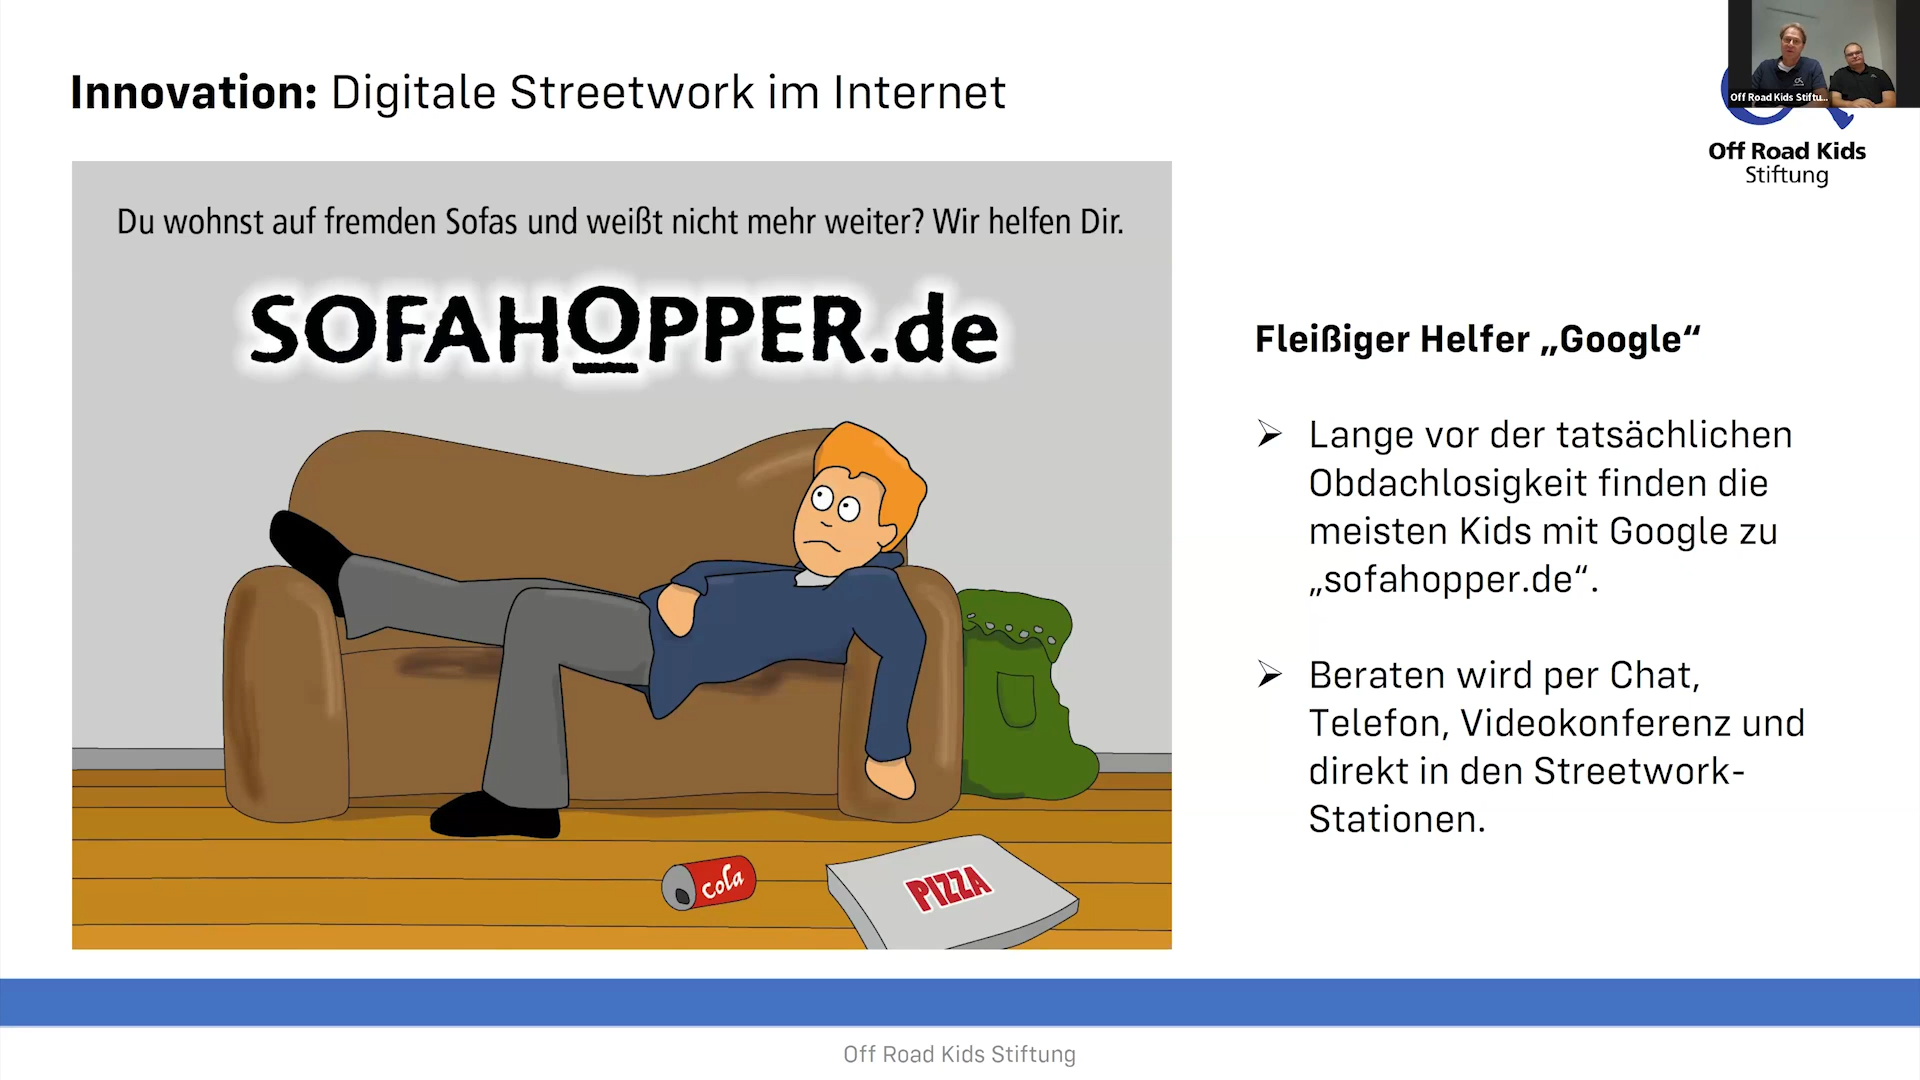 Innovation: Digitale Streetwork im Internet
Off Road Kids Stiftu...
Off Road Kids
Stiftung
Du wohnst auf fremden Sofas und weißt nicht mehr weiter? Wir helfen Dir.
SOFAHOPPER.de
cola
PIZZA
Fleißiger Helfer „Google“
Lange vor der tatsächlichen
Obdachlosigkeit finden die
meisten Kids mit Google zu
„sofahopper.de“.
Beraten wird per Chat,
Telefon, Videokonferenz und
direkt in den Streetwork-
Stationen.
Off Road Kids Stiftung